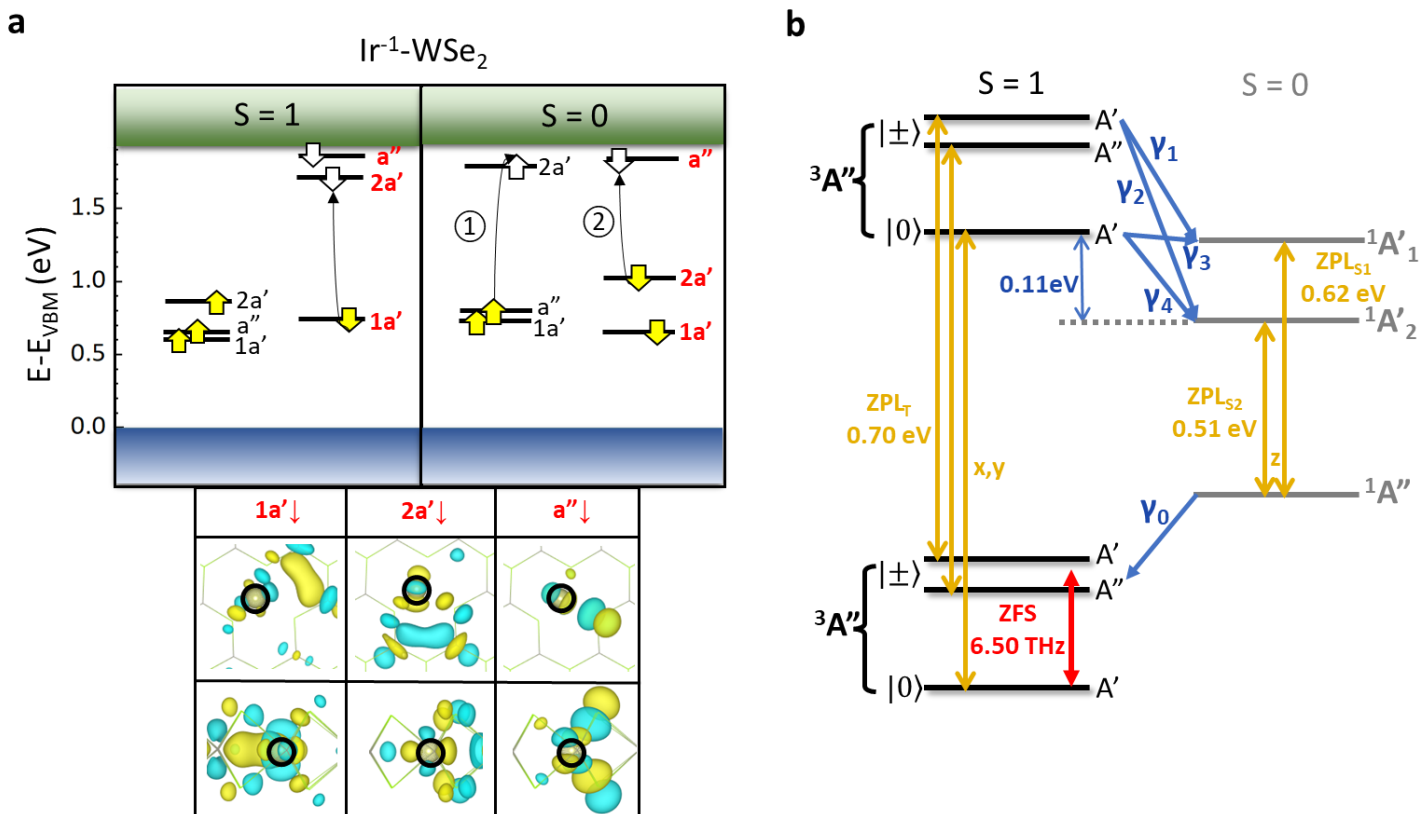 a
Ir⁻¹-WSe₂
S = 1
S = 0
E-E_VBM (eV)
1.5
1.0
0.5
0.0
a”
2a’
2a’
a”
1a’
1a’
2a’
a”
1a’
a”
2a’
1a’
①
②
1a’↓
2a’↓
a”↓
b
S = 1
S = 0
³A”
|±⟩
|0⟩
A’
A”
A’
γ₁
γ₂
γ₃
γ₄
0.11eV
¹A’₁
¹A’₂
ZPL_S1
0.62 eV
ZPL_T
0.70 eV
x,y
ZPL_S2
0.51 eV
z
¹A”
γ₀
³A”
|±⟩
|0⟩
A’
A”
A’
ZFS
6.50 THz